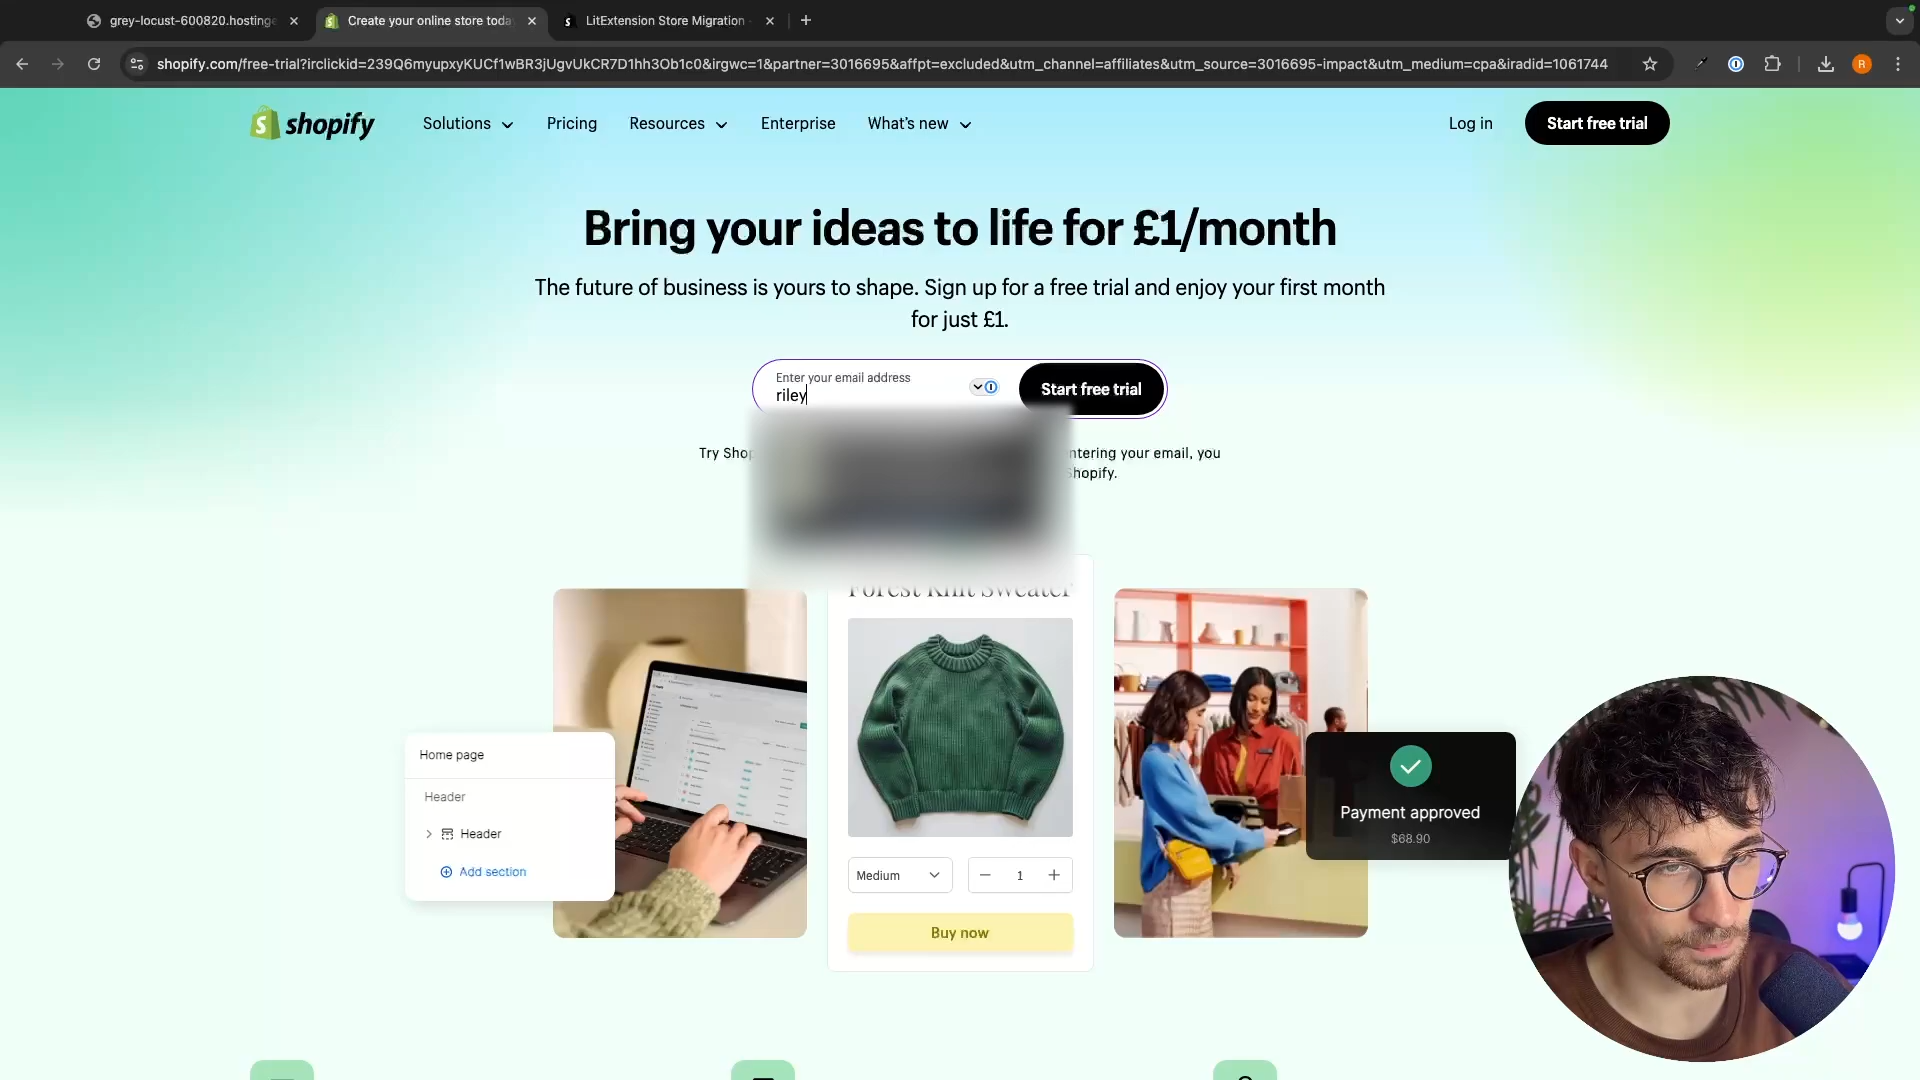 grey-locust-600820.hostinge
Create your online store toda
LitExtension Store Migration
shopify.com/free-trial?irclickid=239Q6myupxyKUCf1wBR3jUgvUkCR7D1hh3Ob1c0&irgwc=1&partner=3016695&affpt=excluded&utm_channel=affiliates&utm_source=3016695-impact&utm_medium=cpa&iradid=1061744
R
shopify
Solutions
Pricing
Resources
Enterprise
What's new
Log in
Start free trial
Bring your ideas to life for £1/month
The future of business is yours to shape. Sign up for a free trial and enjoy your first month
for just £1.
Enter your email address
riley
Start free trial
Try Shop
ntering your email, you
Shopify.
Forest Knit Sweater
Home page
Header
Header
Add section
Medium
1
Buy now
Payment approved
$68.90